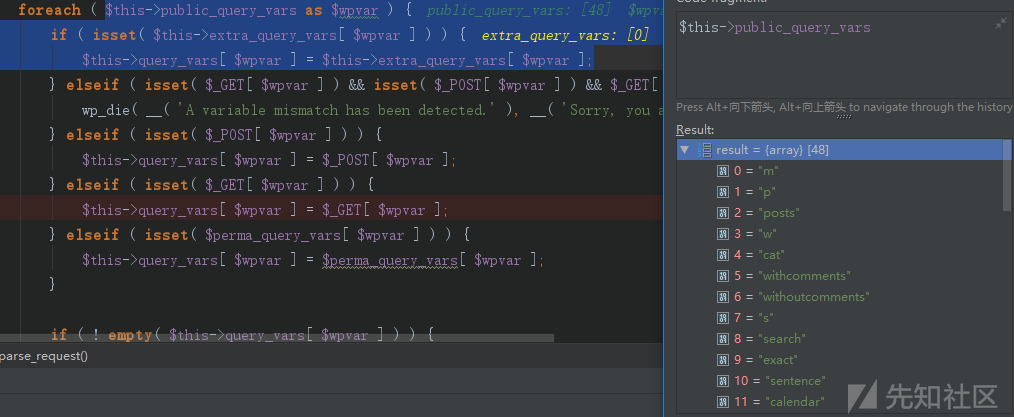 foreach ( $this->public_query_vars as $wpvar ) { public_query_vars: [48] $wpv
if ( isset( $this->extra_query_vars[ $wpvar ] ) ) { extra_query_vars: [0]
$this->query_vars[ $wpvar ] = $this->extra_query_vars[ $wpvar ];
} elseif ( isset( $_GET[ $wpvar ] ) && isset( $_POST[ $wpvar ] ) && $_GET[
wp_die( __( 'A variable mismatch has been detected.' ), __( 'Sorry, you a
} elseif ( isset( $_POST[ $wpvar ] ) ) {
$this->query_vars[ $wpvar ] = $_POST[ $wpvar ];
} elseif ( isset( $_GET[ $wpvar ] ) ) {
$this->query_vars[ $wpvar ] = $_GET[ $wpvar ];
} elseif ( isset( $perma_query_vars[ $wpvar ] ) ) {
$this->query_vars[ $wpvar ] = $perma_query_vars[ $wpvar ];
}
if ( ! empty( $this->query_vars[ $wpvar ] ) ) {
parse_request()
Code fragment:
$this->public_query_vars
Press Alt+向下箭头, Alt+向上箭头 to navigate through the history
Result:
result = {array} [48]
0 = "m"
1 = "p"
2 = "posts"
3 = "w"
4 = "cat"
5 = "withcomments"
6 = "withoutcomments"
7 = "s"
8 = "search"
9 = "exact"
10 = "sentence"
11 = "calendar"
先知社区